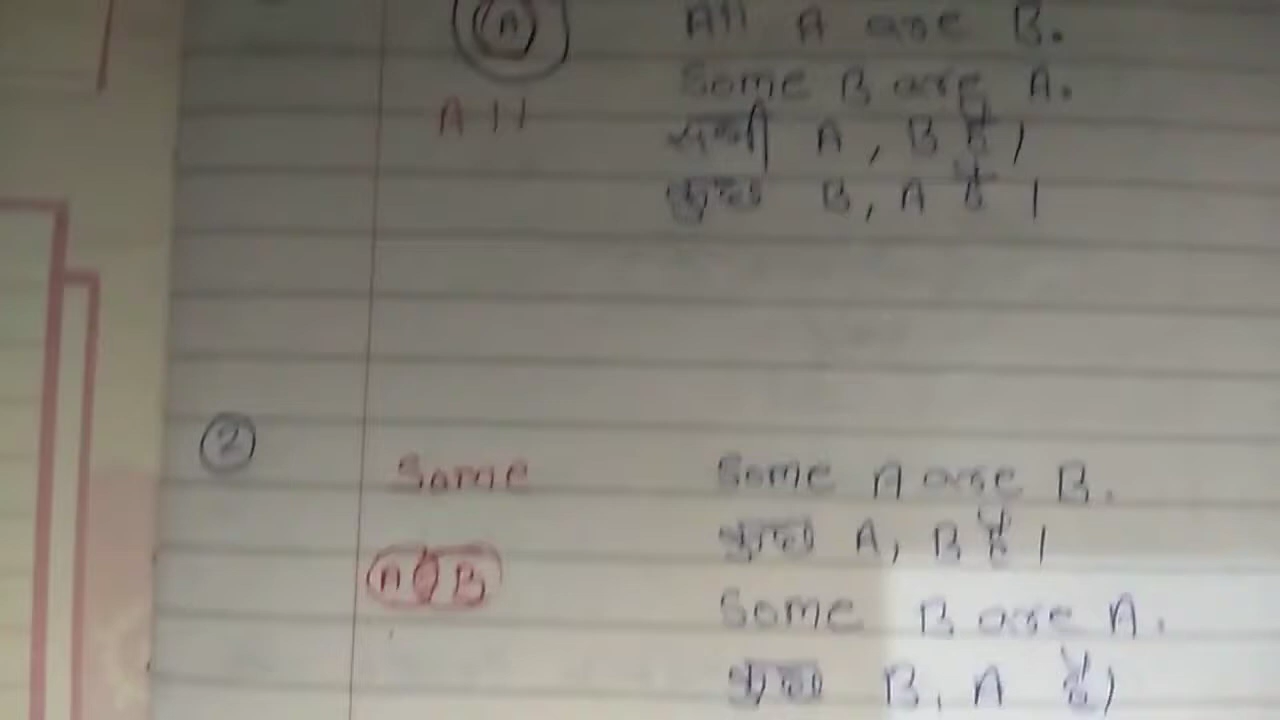 A
All A are B.
Some B are A.
All
सभी A, B हैं।
कुछ B, A हैं।
2
Some
Some A are B.
कुछ A, B हैं।
A B
Some B are A.
कुछ B, A हैं।